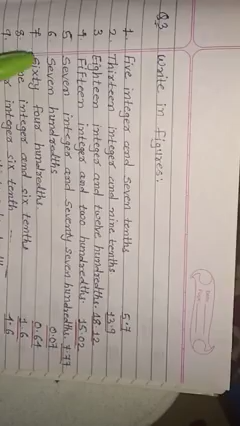 Q3 Write in figures:
1. Five integer and seven tenths 5.7
2. Thirteen integer and nine tenths 13.9
3. Eighteen integer and twelve hundredths. 18.12
4. Fifteen integer and two hundredths. 15.02
5. Seven integer and seventy seven hundredths. 7.77
6. Seven hundredths 0.07
7. Sixty four hundredths. 0.64
8. integer and six tenths 1.6
9. integer six tenth